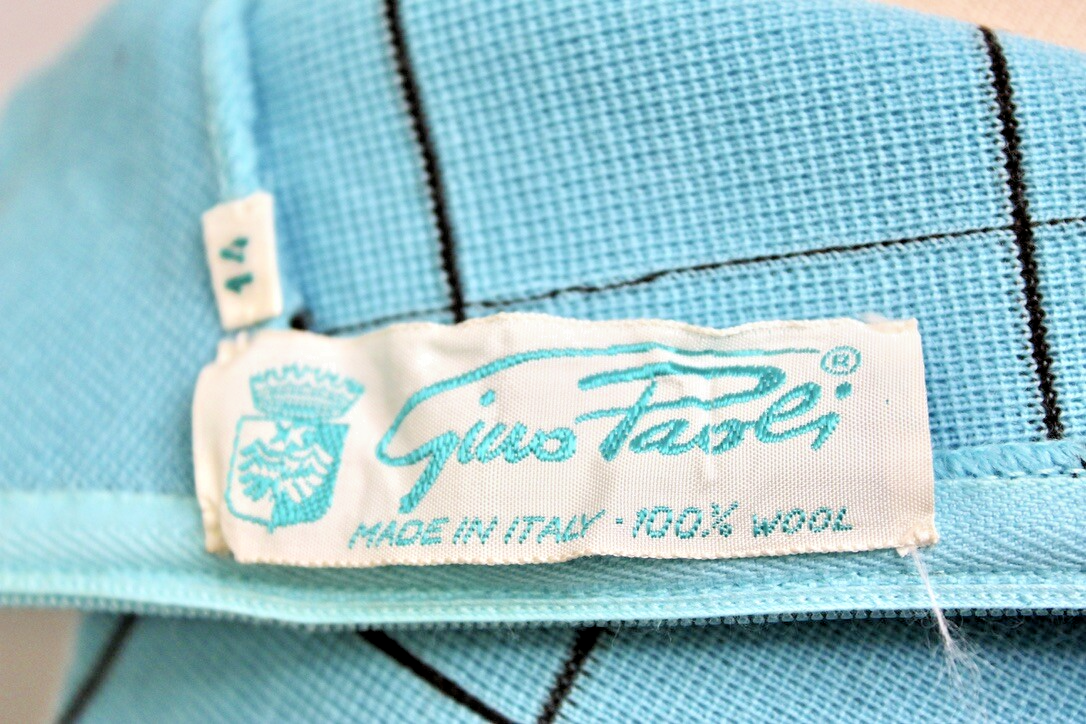 14
Gino Paoli ®
MADE IN ITALY - 100% WOOL